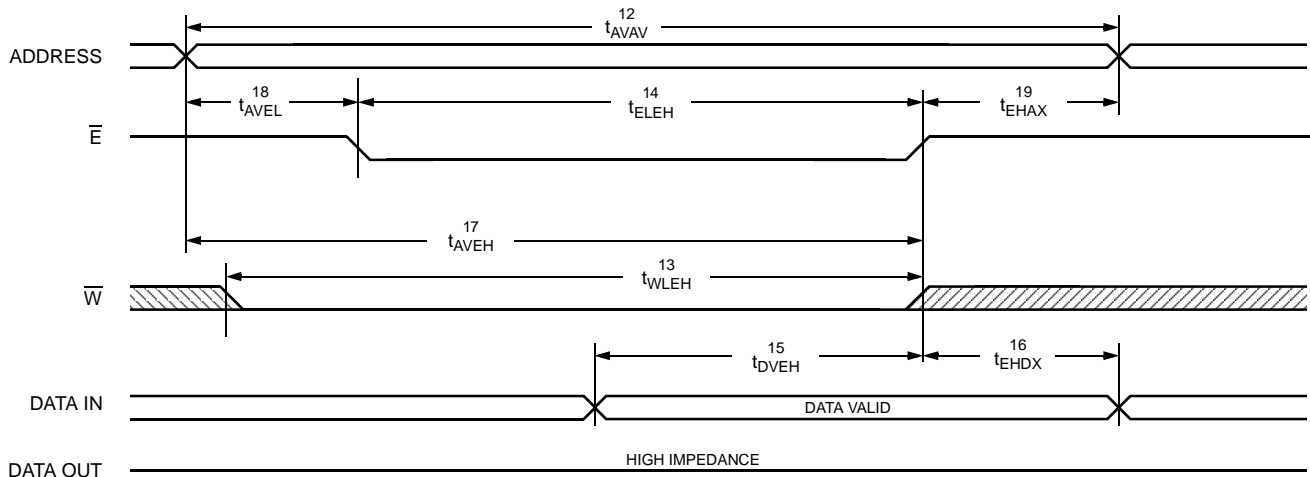 12
tAVAV
ADDRESS
18
tAVEL
14
tELEH
19
tEHAX
E
17
tAVEH
13
tWLEH
W
15
tDVEH
16
tEHDX
DATA IN
DATA VALID
DATA OUT
HIGH IMPEDANCE